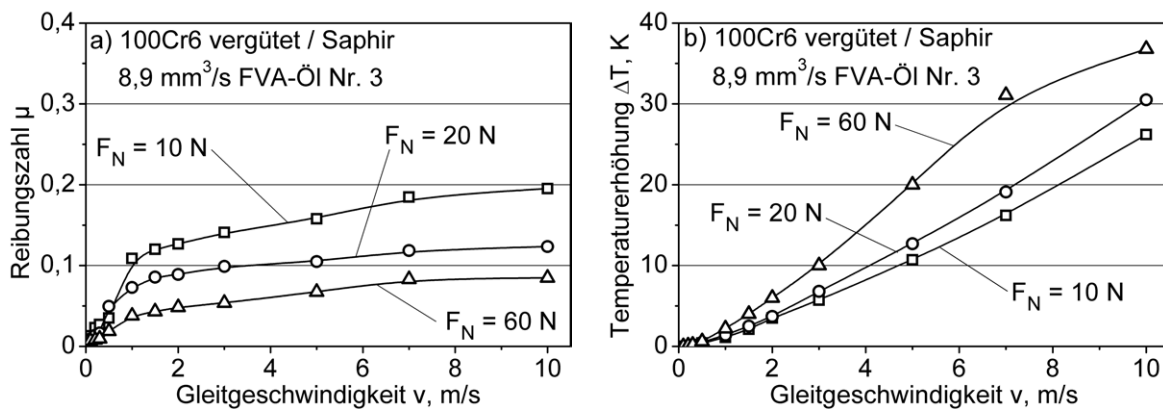 a) 100Cr6 vergütet / Saphir
8,9 mm³/s FVA-Öl Nr. 3
Reibungszahl µ
0,4
0,3
0,2
0,1
0
F_N = 10 N
F_N = 20 N
F_N = 60 N
0 2 4 6 8 10
Gleitgeschwindigkeit v, m/s
b) 100Cr6 vergütet / Saphir
8,9 mm³/s FVA-Öl Nr. 3
Temperaturerhöhung ΔT, K
40
30
20
10
0
F_N = 60 N
F_N = 20 N
F_N = 10 N
0 2 4 6 8 10
Gleitgeschwindigkeit v, m/s